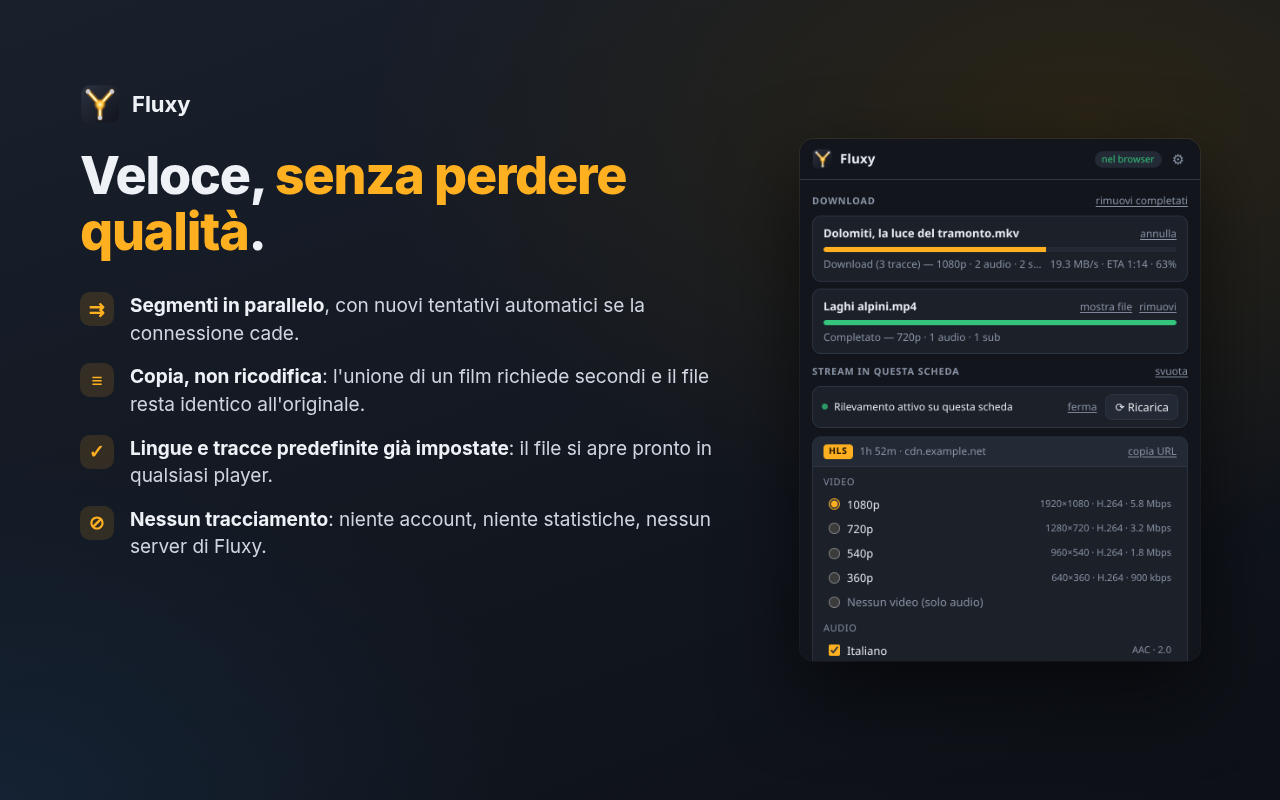 Fluxy
Veloce, senza perdere
qualità.
⇉ Segmenti in parallelo, con nuovi tentativi automatici se la
connessione cade.
≡ Copia, non ricodifica: l'unione di un film richiede secondi e il file
resta identico all'originale.
✓ Lingue e tracce predefinite già impostate: il file si apre pronto in
qualsiasi player.
⊘ Nessun tracciamento: niente account, niente statistiche, nessun
server di Fluxy.
Fluxy nel browser ⚙
DOWNLOAD rimuovi completati
Dolomiti, la luce del tramonto.mkv annulla
Download (3 tracce) — 1080p · 2 audio · 2 s… 19.3 MB/s · ETA 1:14 · 63%
Laghi alpini.mp4 mostra file rimuovi
Completato — 720p · 1 audio · 1 sub
STREAM IN QUESTA SCHEDA svuota
Rilevamento attivo su questa scheda ferma ⟳ Ricarica
HLS 1h 52m · cdn.example.net copia URL
VIDEO
1080p 1920×1080 · H.264 · 5.8 Mbps
720p 1280×720 · H.264 · 3.2 Mbps
540p 960×540 · H.264 · 1.8 Mbps
360p 640×360 · H.264 · 900 kbps
Nessun video (solo audio)
AUDIO
Italiano AAC · 2.0